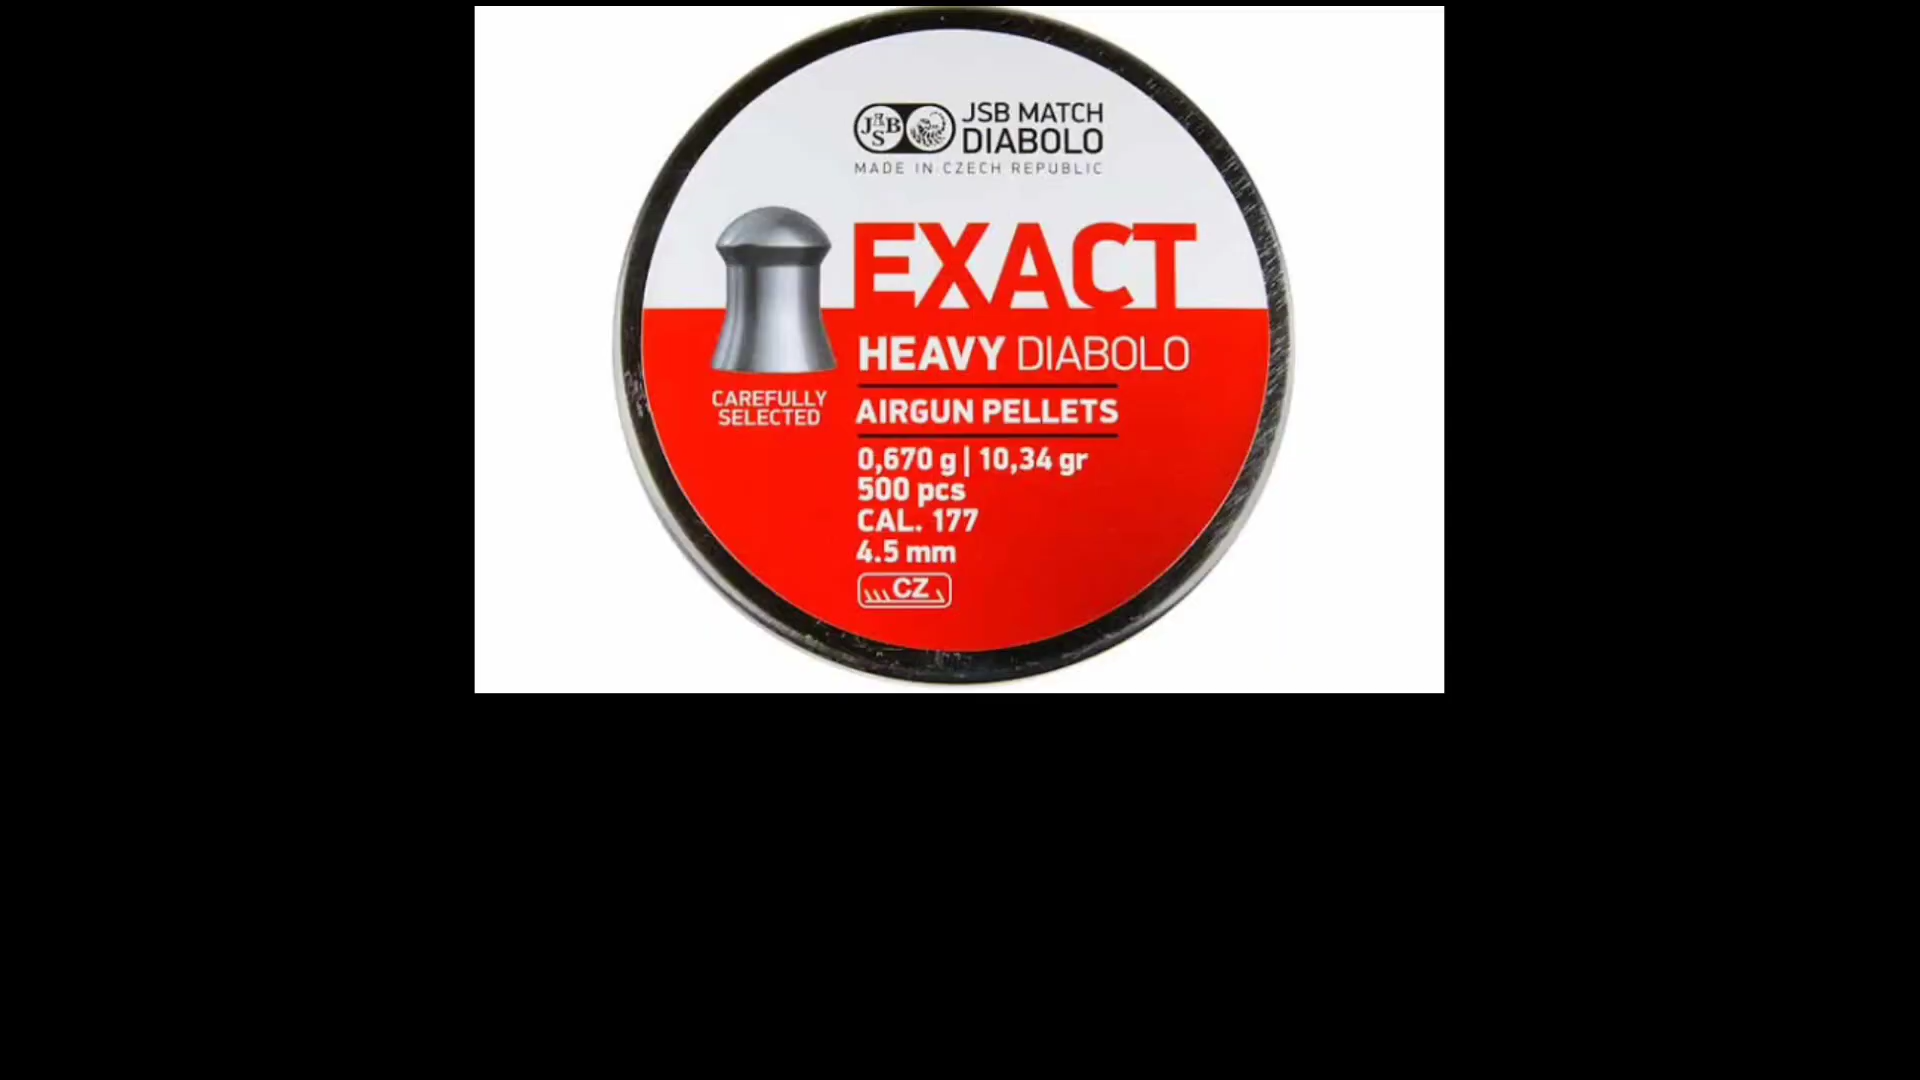 JSB
JSB MATCH
DIABOLO
MADE IN CZECH REPUBLIC
EXACT
HEAVY DIABOLO
CAREFULLY
SELECTED
AIRGUN PELLETS
0,670 g | 10,34 gr
500 pcs
CAL. 177
4.5 mm
CZ